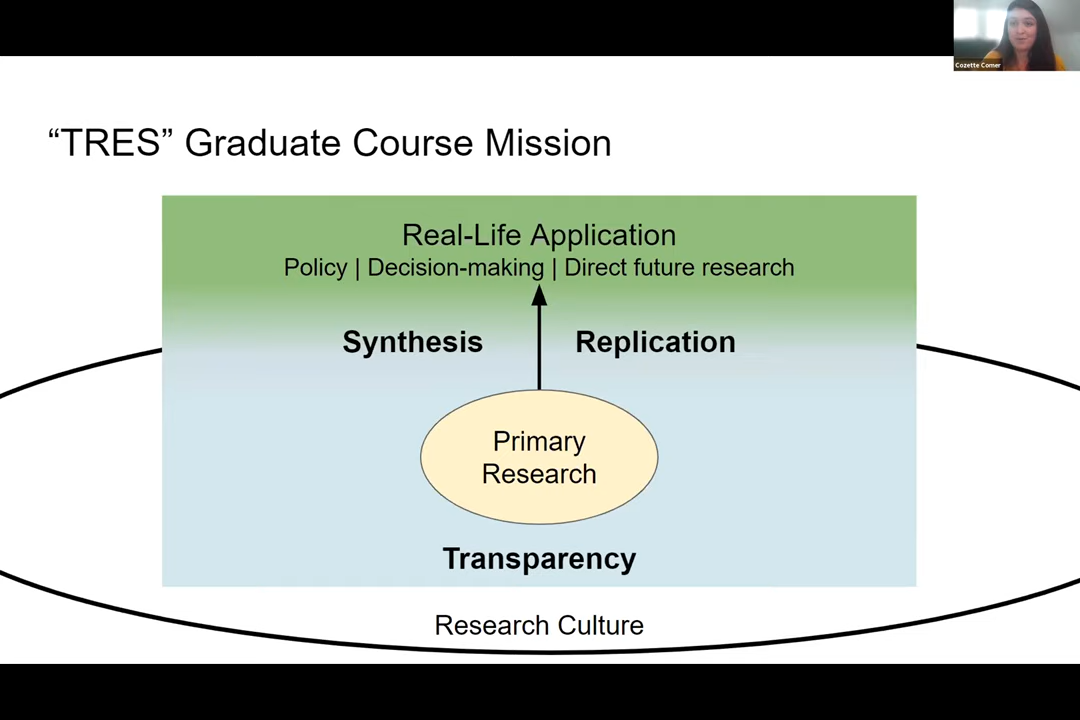 Cozette Comer
“TRES” Graduate Course Mission
Real-Life Application
Policy | Decision-making | Direct future research
Synthesis
Replication
Primary
Research
Transparency
Research Culture